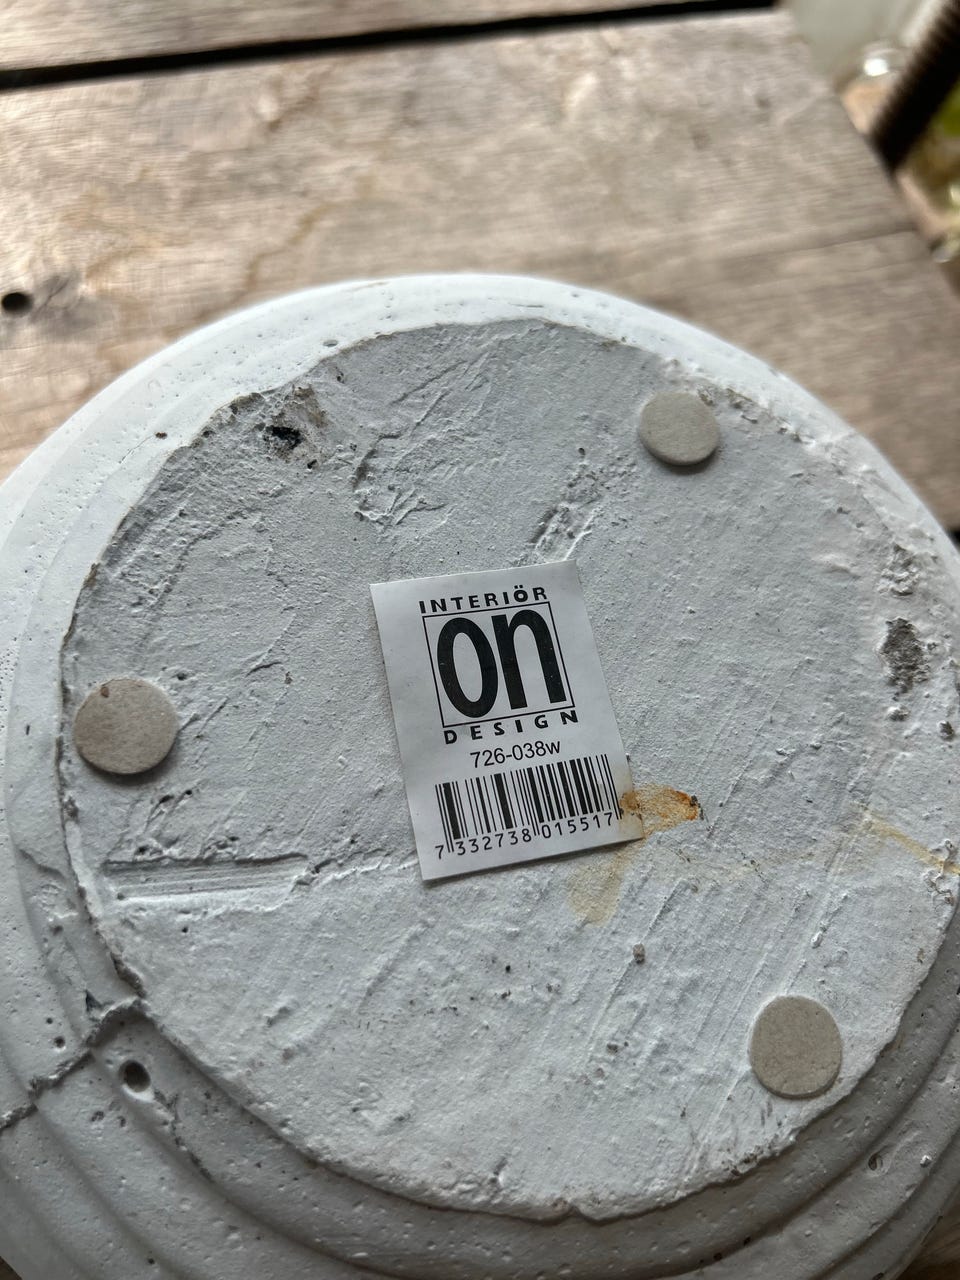 INTERIÖR
on
DESIGN
726-038w
7 332738 015517